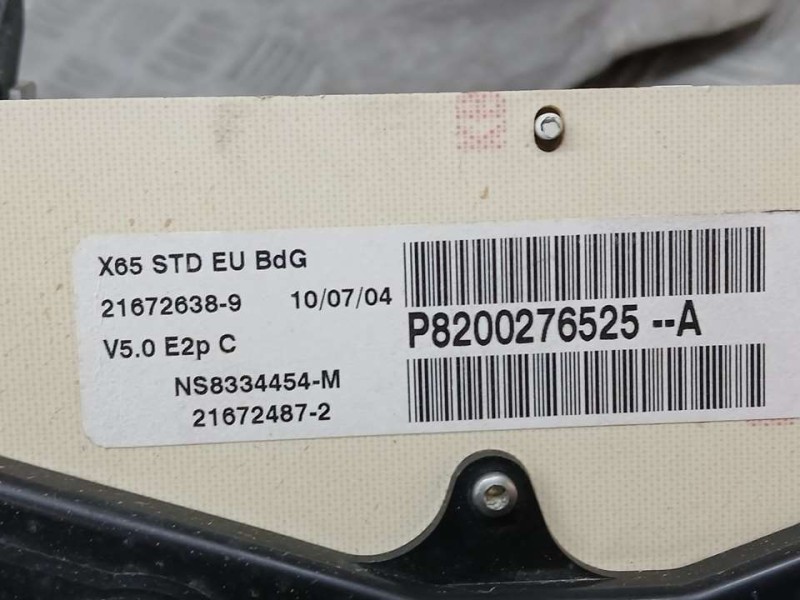 X65 STD EU BdG
21672638-9 10/07/04
V5.0 E2p C
NS8334454-M
21672487-2
P8200276525 --A